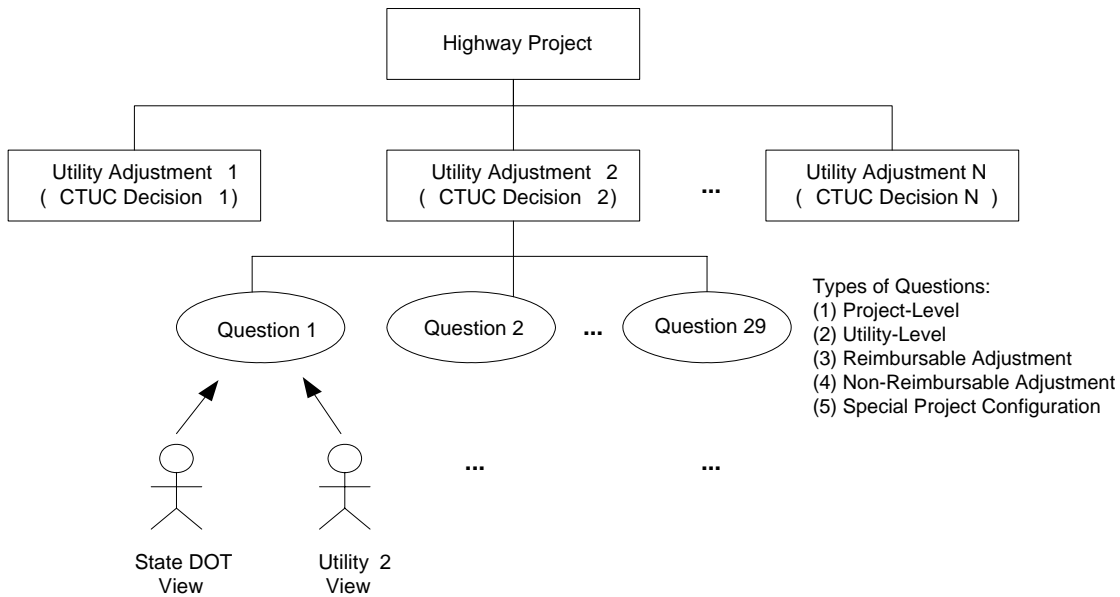 Highway Project
Utility Adjustment 1
( CTUC Decision 1)
Utility Adjustment 2
( CTUC Decision 2)
...
Utility Adjustment N
( CTUC Decision N )
Question 1
Question 2
...
Question 29
Types of Questions:
(1) Project-Level
(2) Utility-Level
(3) Reimbursable Adjustment
(4) Non-Reimbursable Adjustment
(5) Special Project Configuration
...
...
State DOT
View
Utility 2
View